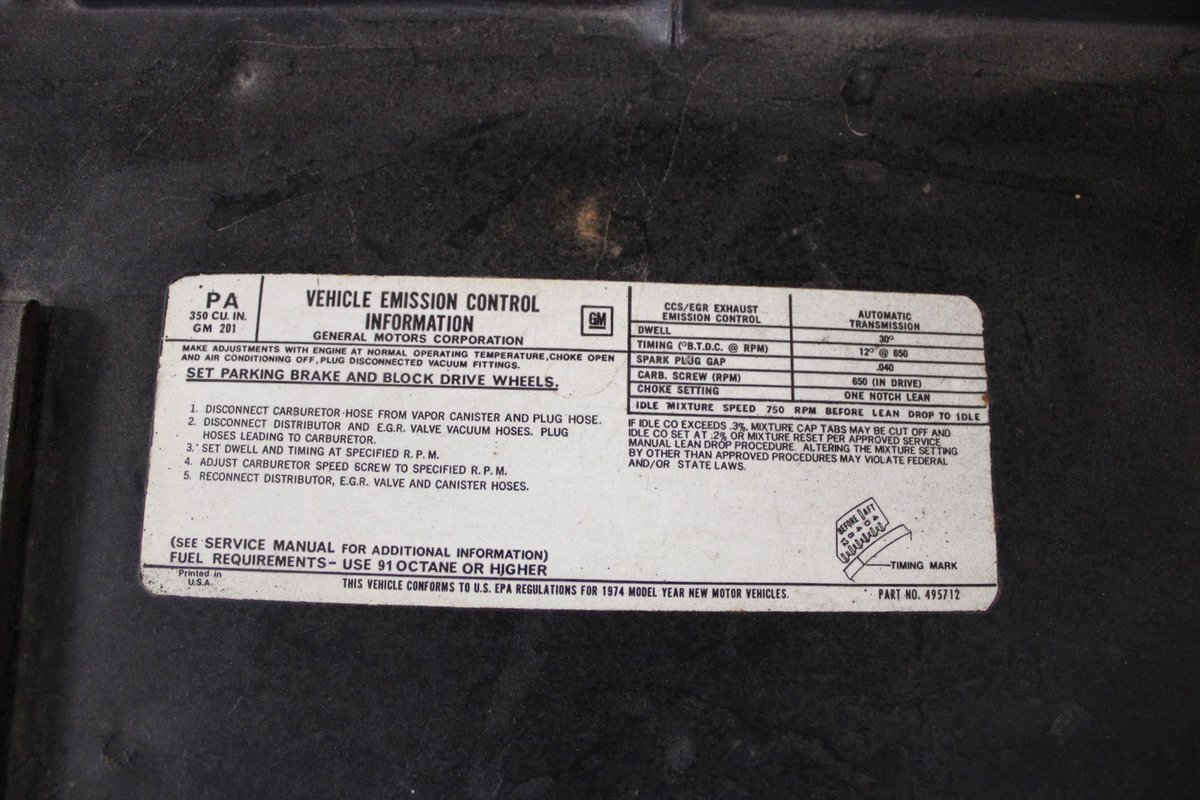 PA
350 CU. IN.
GM 201
VEHICLE EMISSION CONTROL
INFORMATION
GENERAL MOTORS CORPORATION
GM
MAKE ADJUSTMENTS WITH ENGINE AT NORMAL OPERATING TEMPERATURE, CHOKE OPEN
AND AIR CONDITIONING OFF, PLUG DISCONNECTED VACUUM FITTINGS.
SET PARKING BRAKE AND BLOCK DRIVE WHEELS.
1. DISCONNECT CARBURETOR HOSE FROM VAPOR CANISTER AND PLUG HOSE.
2. DISCONNECT DISTRIBUTOR AND E.G.R. VALVE VACUUM HOSES. PLUG
HOSES LEADING TO CARBURETOR.
3. SET DWELL AND TIMING AT SPECIFIED R.P.M.
4. ADJUST CARBURETOR SPEED SCREW TO SPECIFIED R.P.M.
5. RECONNECT DISTRIBUTOR, E.G.R. VALVE AND CANISTER HOSES.
(SEE SERVICE MANUAL FOR ADDITIONAL INFORMATION)
FUEL REQUIREMENTS - USE 91 OCTANE OR HIGHER
CCS/EGR EXHAUST
EMISSION CONTROL
AUTOMATIC
TRANSMISSION
DWELL 30°
TIMING (°B.T.D.C. @ RPM) 12° @ 650
SPARK PLUG GAP .040
CARB. SCREW (RPM) 650 (IN DRIVE)
CHOKE SETTING ONE NOTCH LEAN
IDLE MIXTURE SPEED 750 RPM BEFORE LEAN DROP TO IDLE
IF IDLE CO EXCEEDS .3%, MIXTURE CAP TABS MAY BE CUT OFF AND
IDLE CO SET AT .2% OR MIXTURE RESET PER APPROVED SERVICE
MANUAL LEAN DROP PROCEDURE. ALTERING THE MIXTURE SETTING
BY OTHER THAN APPROVED PROCEDURES MAY VIOLATE FEDERAL
AND/OR STATE LAWS.
BEFORE AFT
12 8 4 0 4
TIMING MARK
Printed in
U.S.A.
THIS VEHICLE CONFORMS TO U.S. EPA REGULATIONS FOR 1974 MODEL YEAR NEW MOTOR VEHICLES.
PART NO. 495712